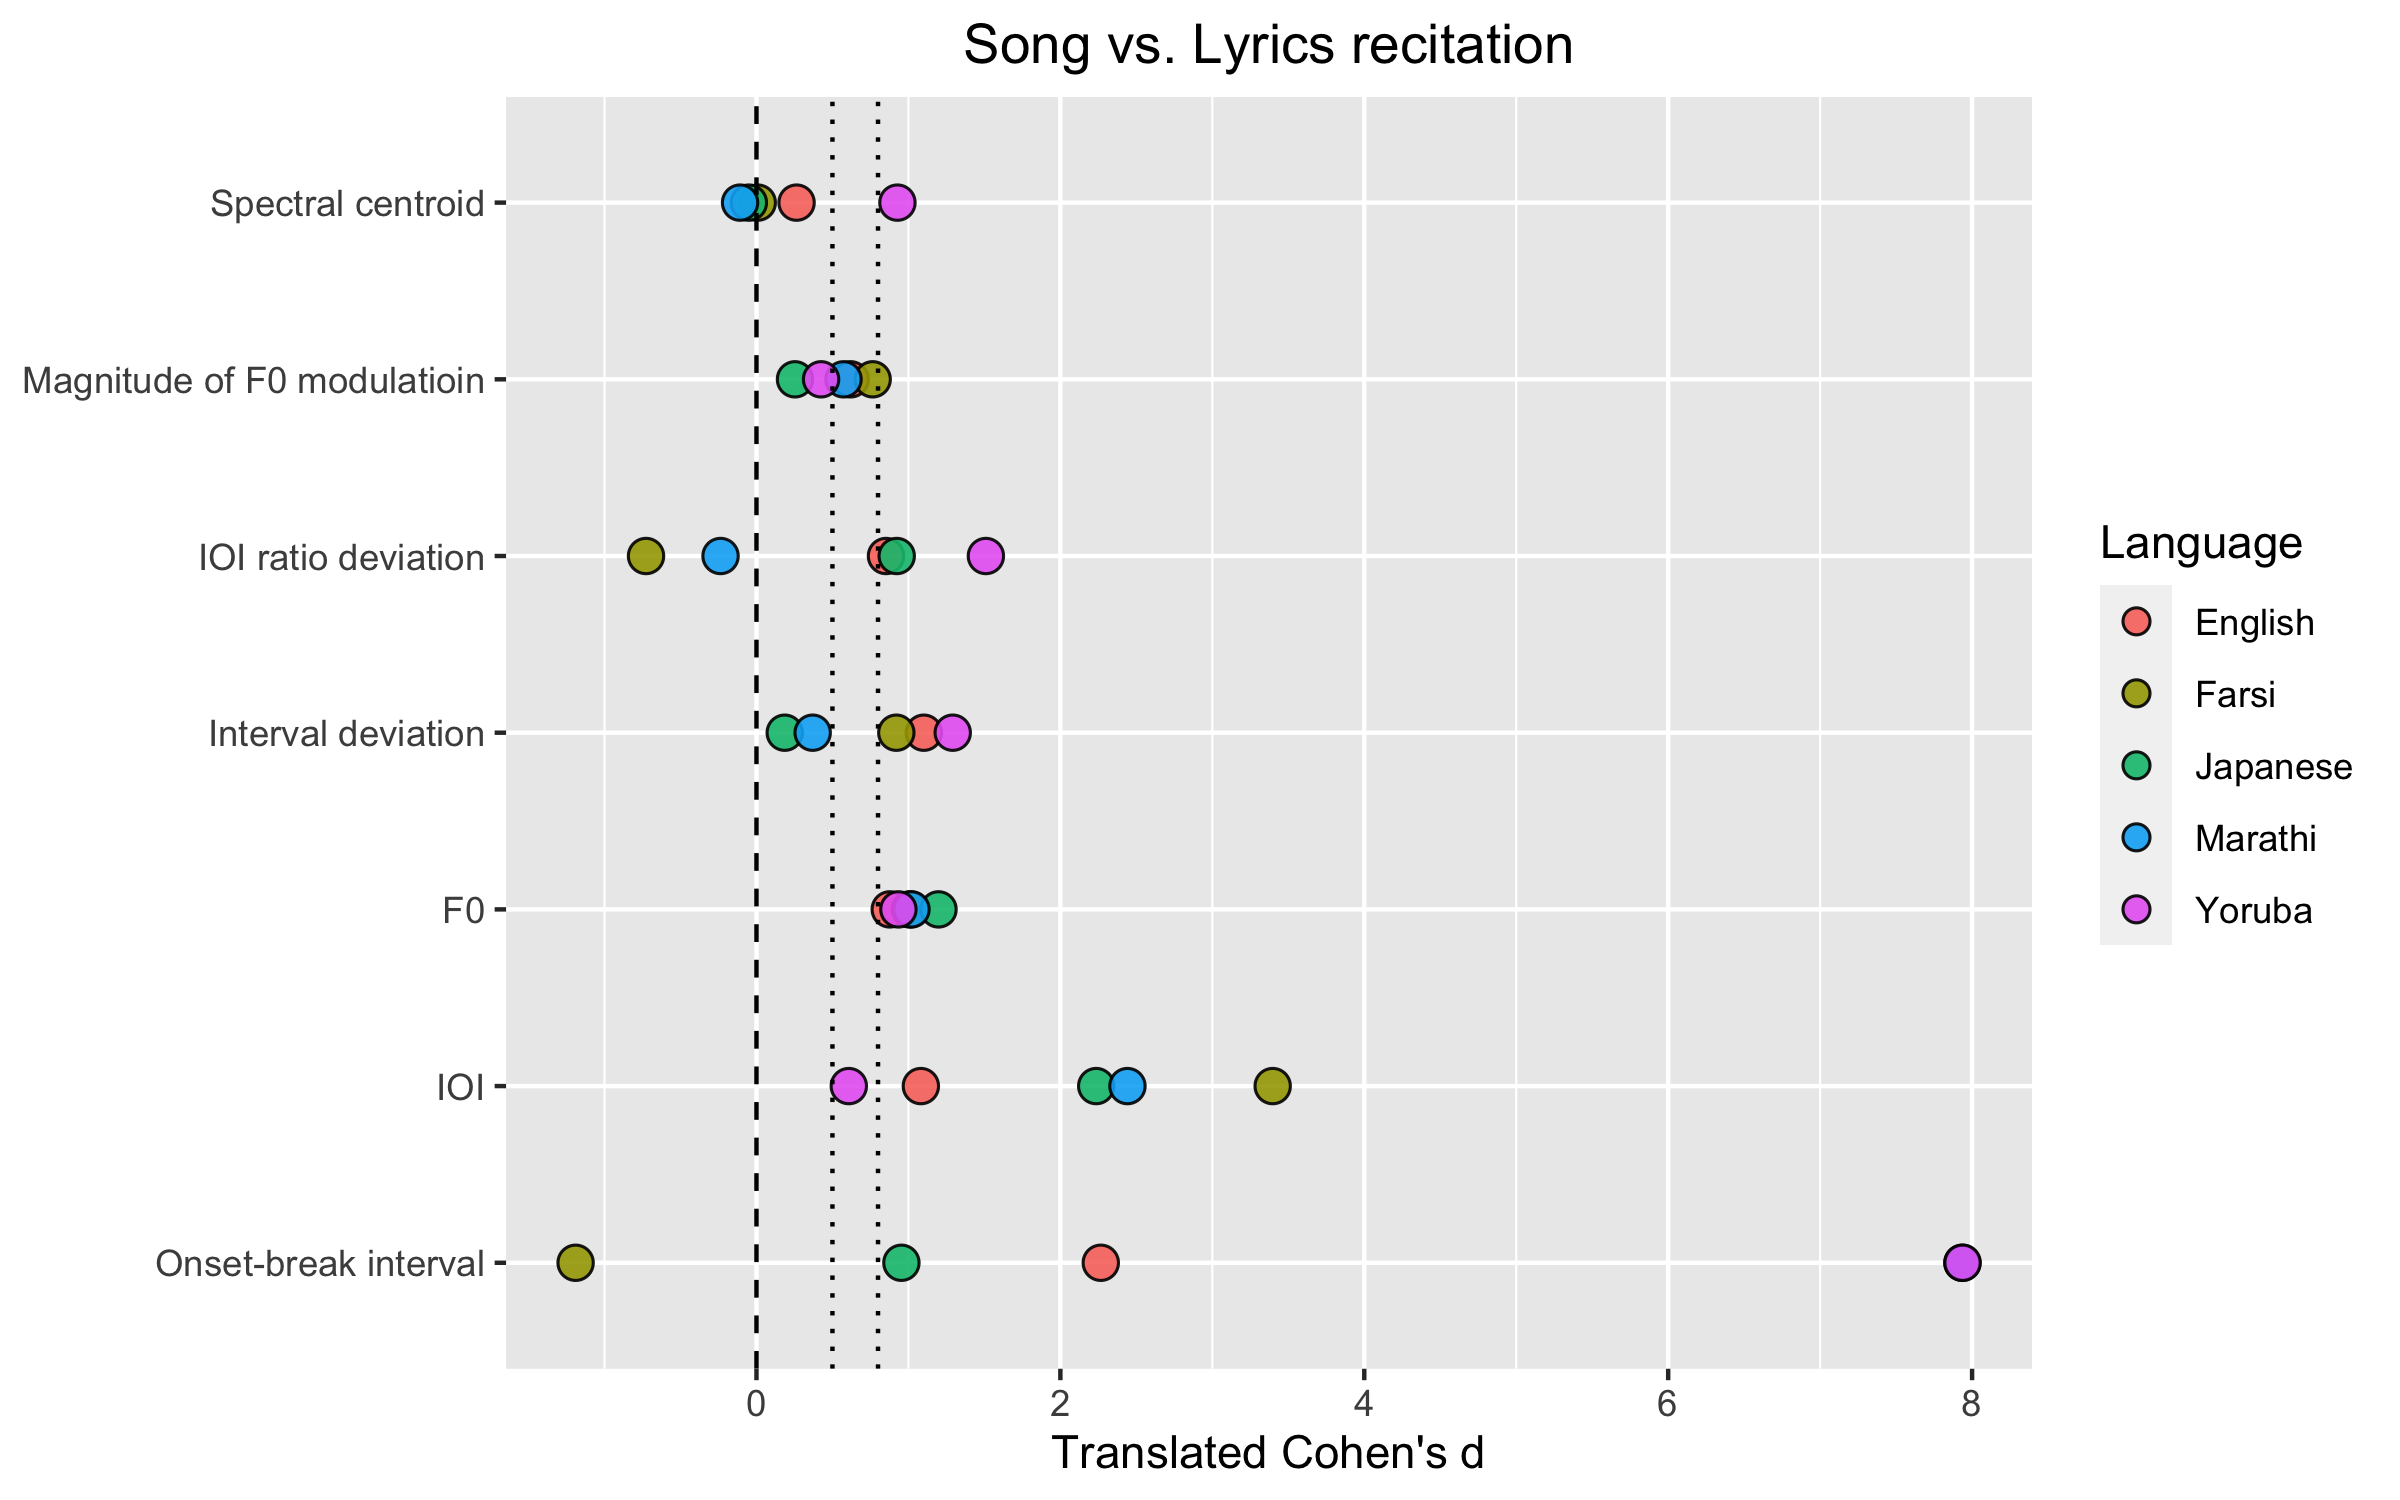 Song vs. Lyrics recitation
Spectral centroid
Magnitude of F0 modulatioin
IOI ratio deviation
Interval deviation
F0
IOI
Onset-break interval
0 2 4 6 8
Translated Cohen's d
Language
English
Farsi
Japanese
Marathi
Yoruba